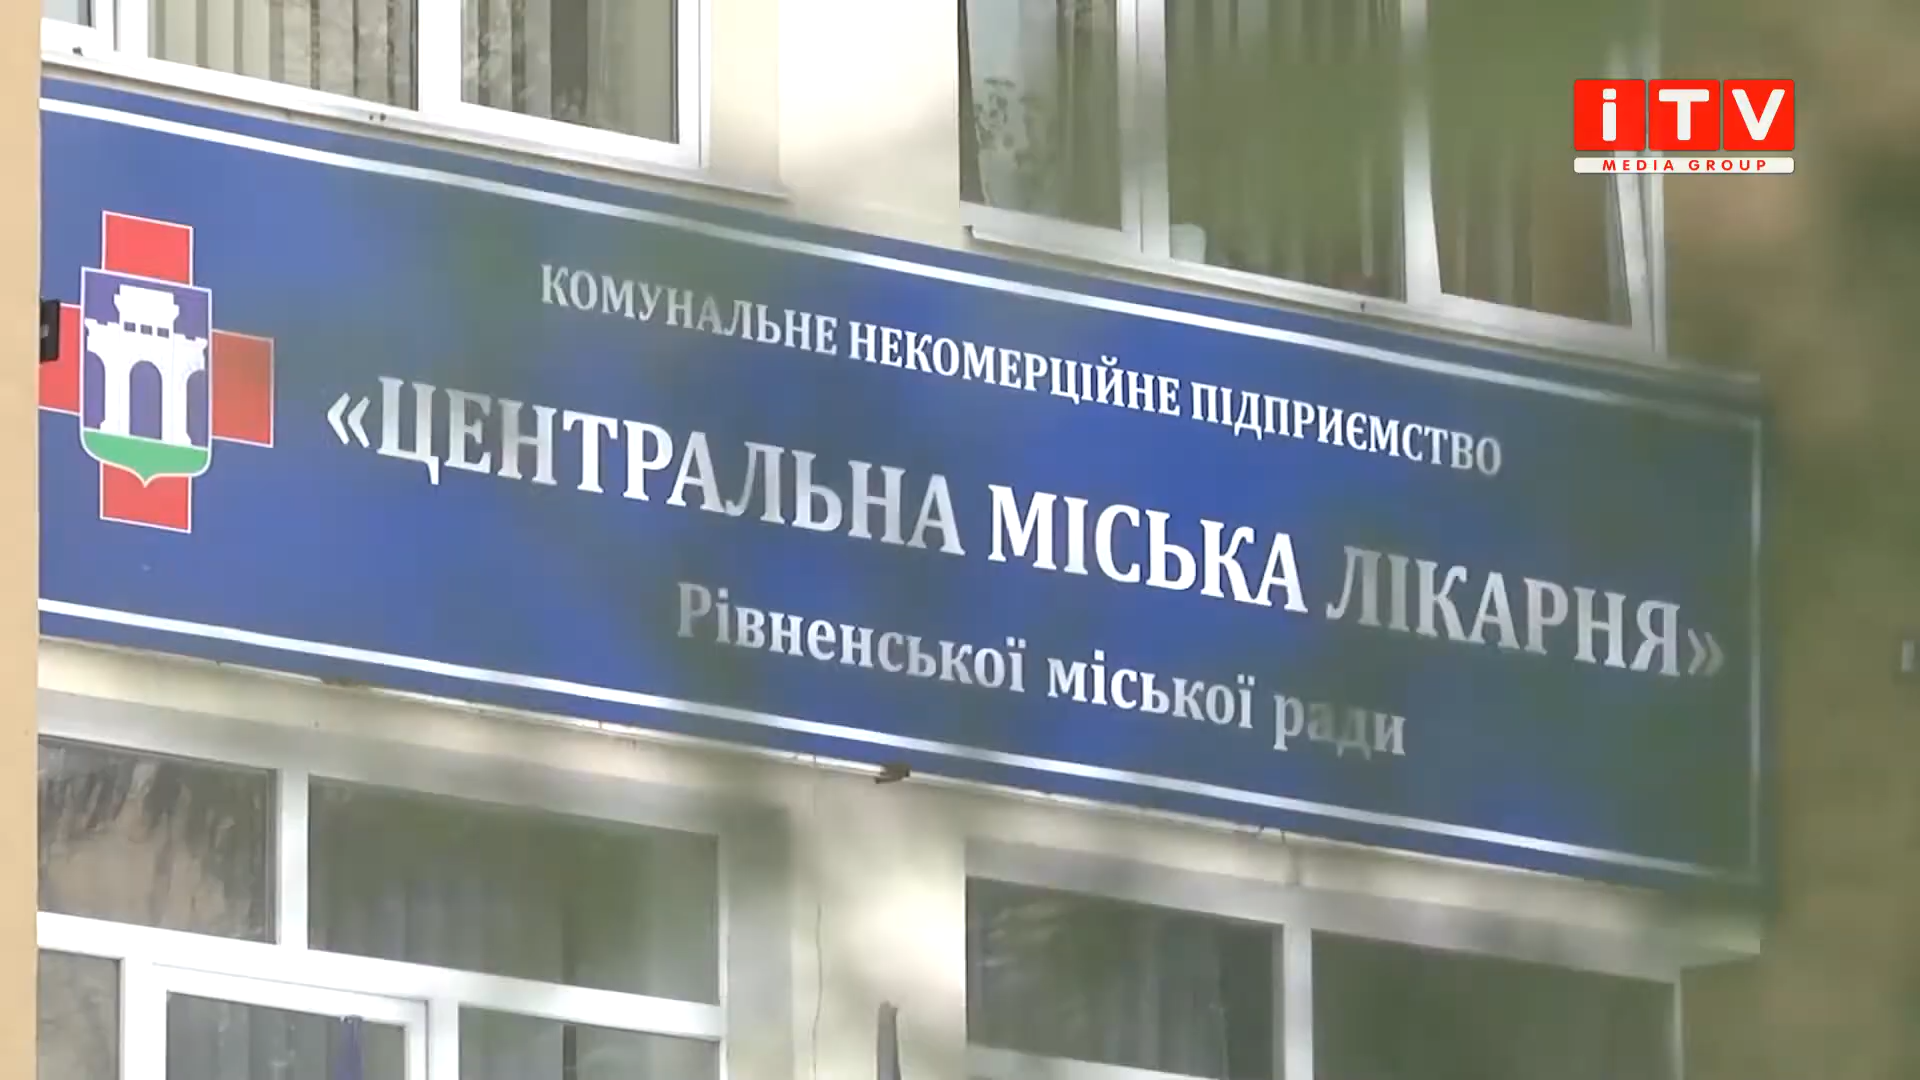 iTV
MEDIA GROUP
КОМУНАЛЬНЕ НЕКОМЕРЦІЙНЕ ПІДПРИЄМСТВО
«ЦЕНТРАЛЬНА МІСЬКА ЛІКАРНЯ»
Рівненської міської ради